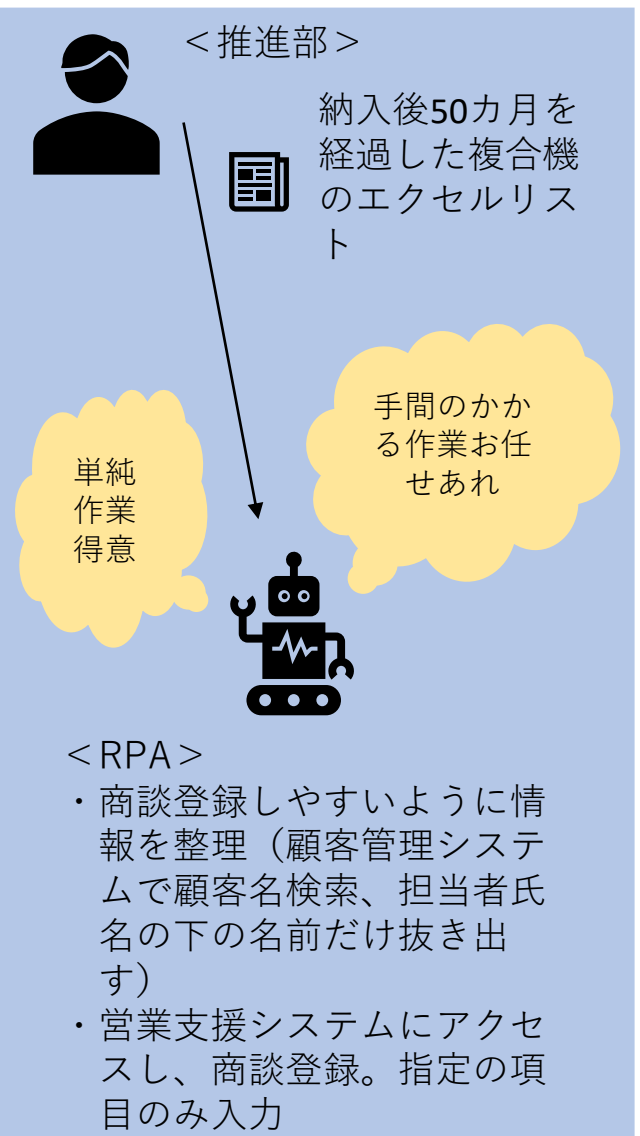 ＜推進部＞
納入後50カ月を
経過した複合機
のエクセルリス
ト
手間のかか
る作業お任
せあれ
単純
作業
得意
＜RPA＞
・商談登録しやすいように情
報を整理（顧客管理システ
ムで顧客名検索、担当者氏
名の下の名前だけ抜き出
す）
・営業支援システムにアクセ
スし、商談登録。指定の項
目のみ入力